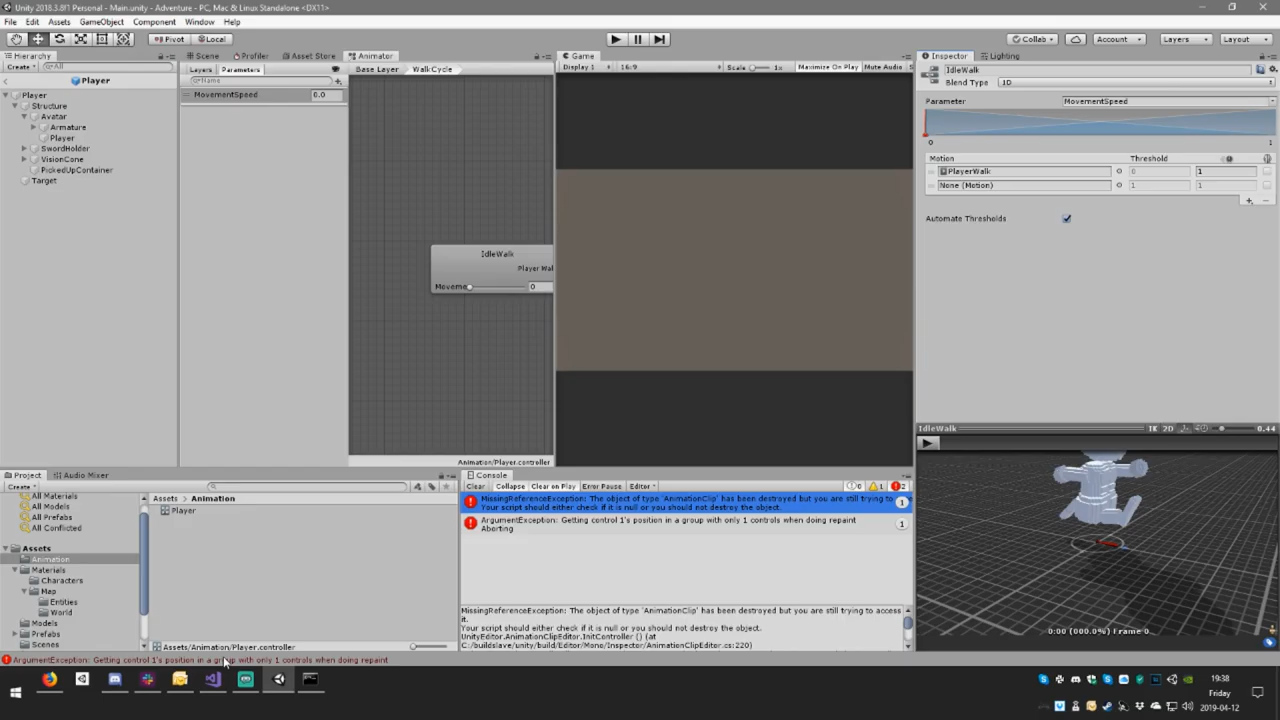 Unity 2018.3.8f1 Personal - Main.unity - Adventure - PC, Mac & Linux Standalone <DX11>
File Edit Assets GameObject Component Window Help
Pivot Local Collab Account Layers Layout
Hierarchy
Create All
Player
Player
Structure
Avatar
Armature
Player
SwordHolder
VisionCone
PickedUpContainer
Target
Scene Profiler Asset Store Animator
Layers Parameters Base Layer WalkCycle
Name
MovementSpeed 0.0
IdleWalk
Player Wal
Moveme 0
Animation/Player.controller
Game
Display 1 16:9 Scale 1x Maximize On Play Mute Audio
Inspector Lighting
IdleWalk
Blend Type 1D
Parameter MovementSpeed
0 1
Motion Threshold
PlayerWalk 0 1
None (Motion) 1 1
Automate Thresholds
IdleWalk IK 2D 0.44
0:00 (000.0%) Frame 0
Project Audio Mixer
Create
All Materials
All Models
All Prefabs
All Conflicted
Assets
Animation
Materials
Characters
Map
Entities
World
Models
Prefabs
Scenes
Assets Animation
Player
Assets/Animation/Player.controller
Console
Clear Collapse Clear on Play Error Pause Editor 0 1 2
MissingReferenceException: The object of type 'AnimationClip' has been destroyed but you are still trying to
Your script should either check if it is null or you should not destroy the object.
1
ArgumentException: Getting control 1's position in a group with only 1 controls when doing repaint
Aborting
1
MissingReferenceException: The object of type 'AnimationClip' has been destroyed but you are still trying to access
it.
Your script should either check if it is null or you should not destroy the object.
UnityEditor.AnimationClipEditor.InitController () (at
C:/buildslave/unity/build/Editor/Mono/Inspector/AnimationClipEditor.cs:220)
ArgumentException: Getting control 1's position in a group with only 1 controls when doing repaint
19:38
Friday
2019-04-12